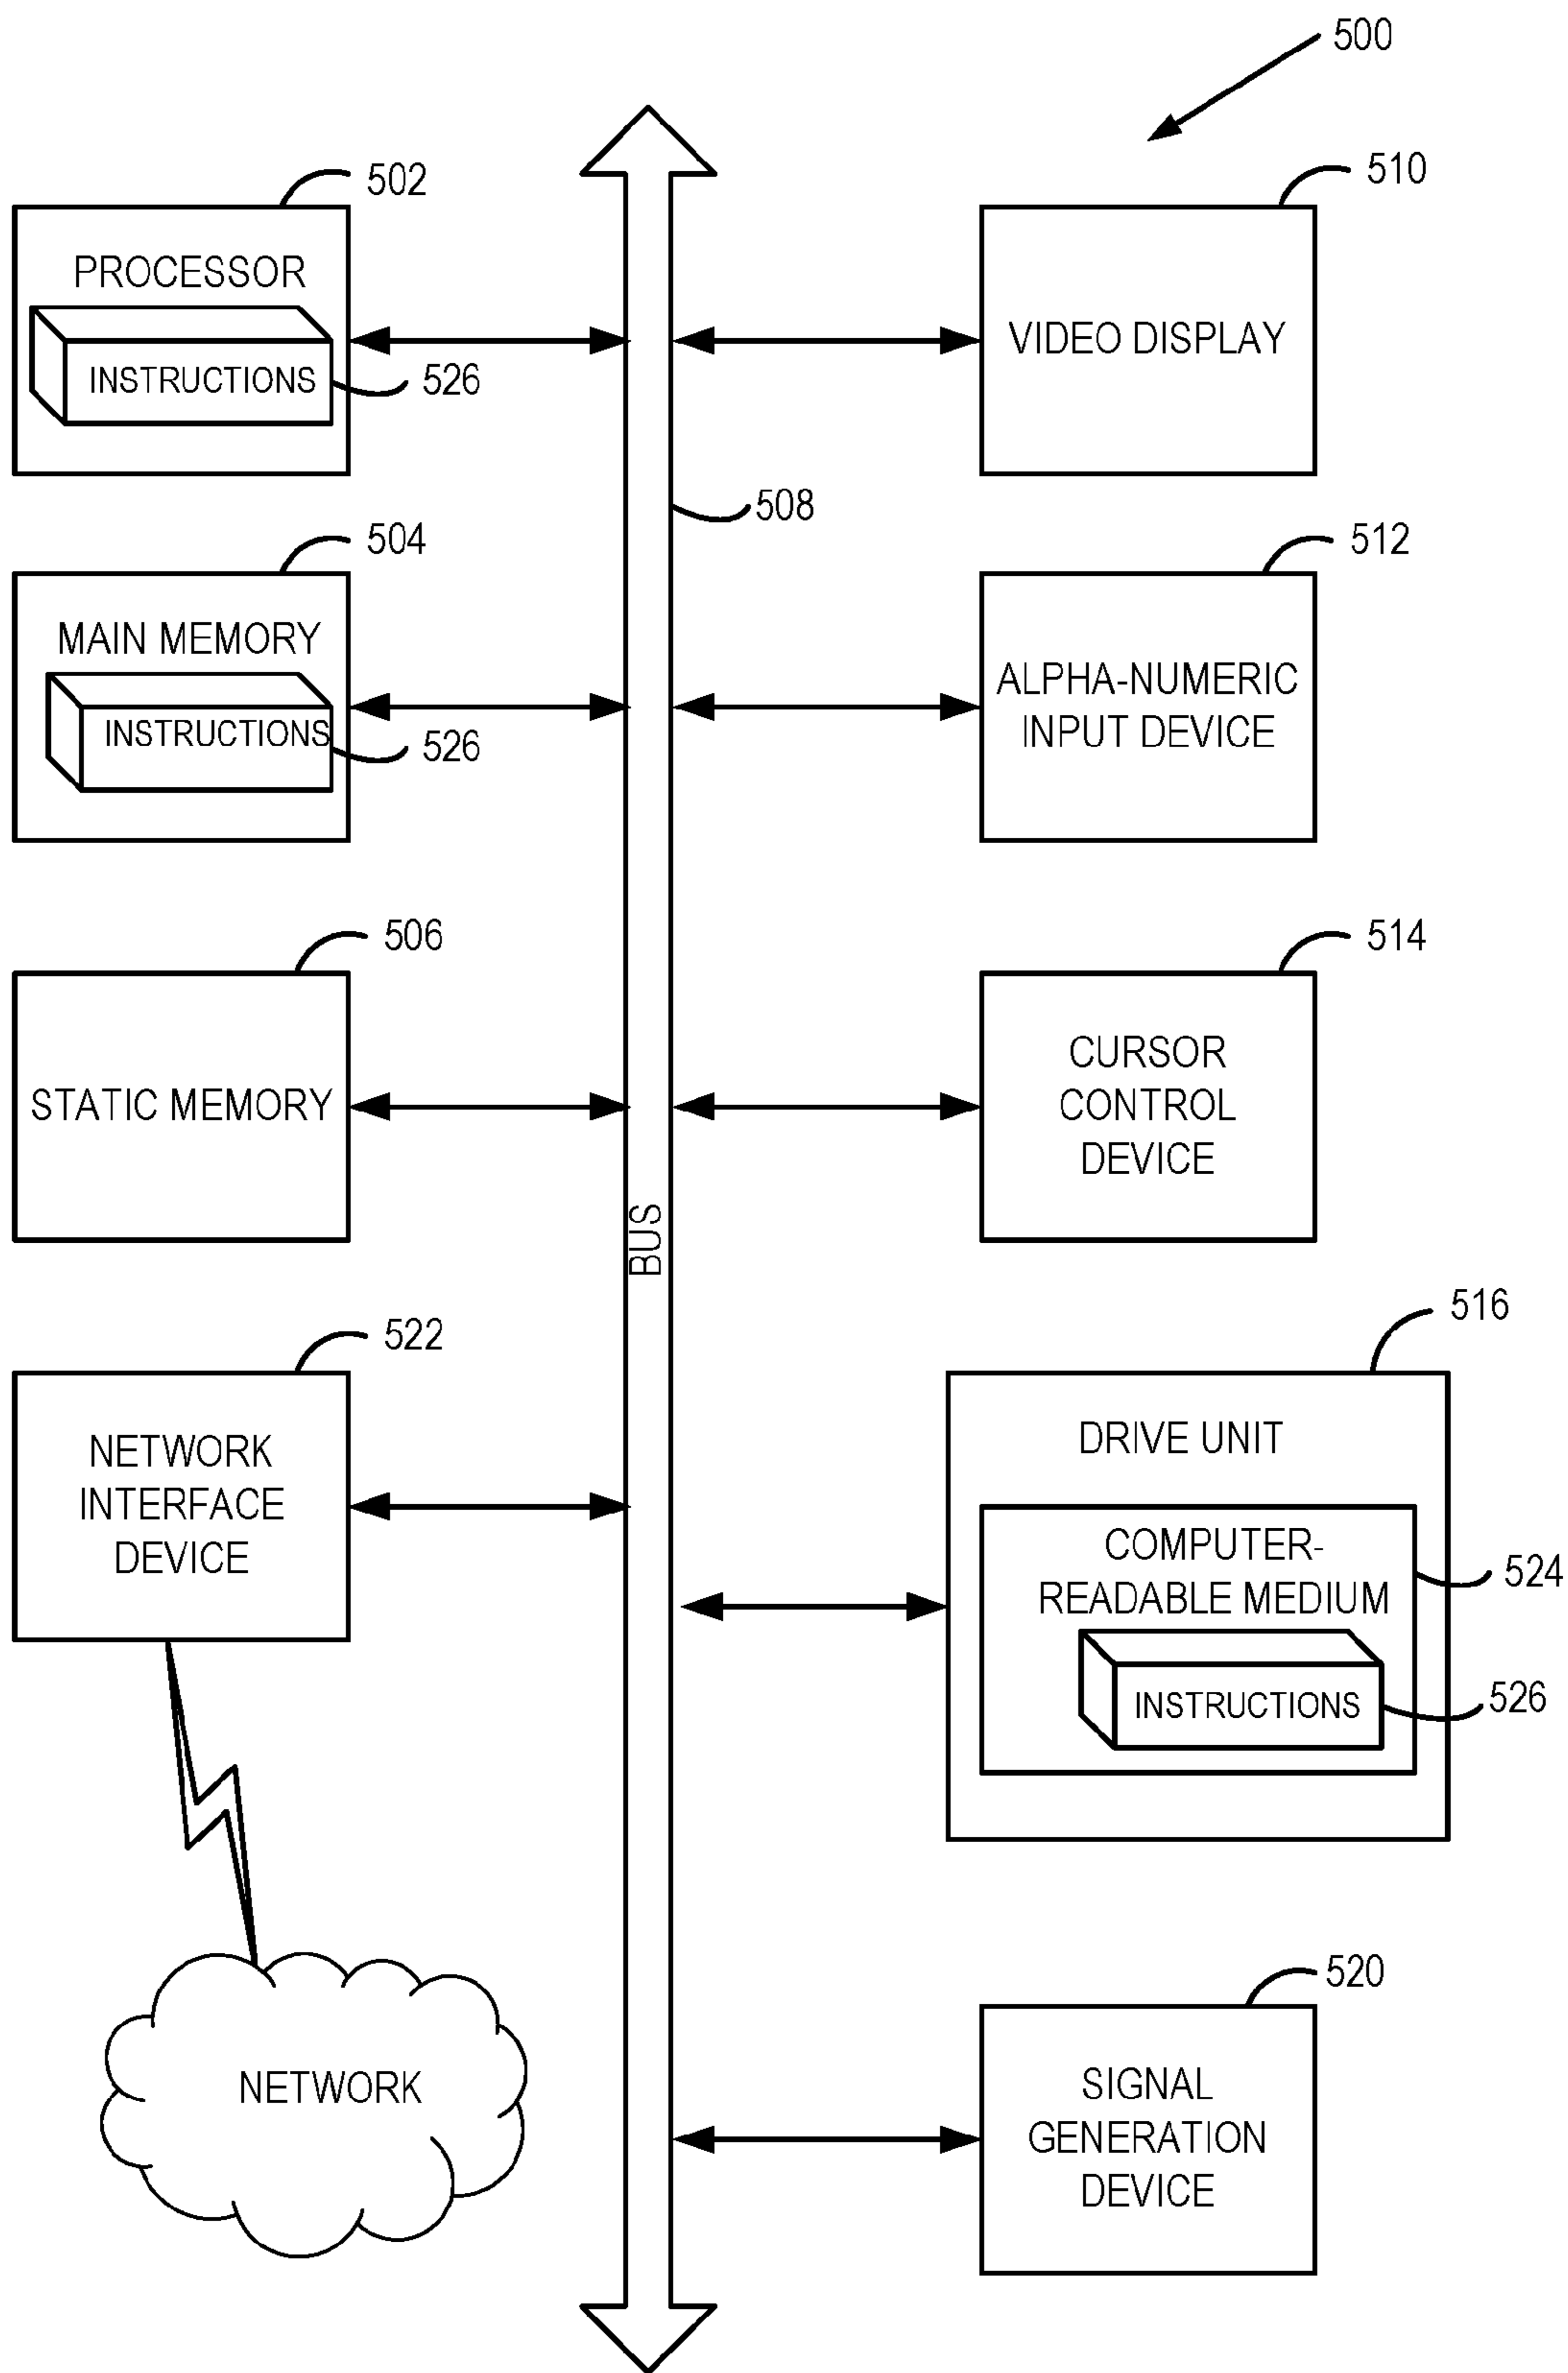 500
502
PROCESSOR
INSTRUCTIONS
526
510
VIDEO DISPLAY
508
504
MAIN MEMORY
INSTRUCTIONS
526
512
ALPHA-NUMERIC
INPUT DEVICE
506
STATIC MEMORY
514
CURSOR
CONTROL
DEVICE
BUS
522
NETWORK
INTERFACE
DEVICE
516
DRIVE UNIT
COMPUTER-
READABLE MEDIUM
524
INSTRUCTIONS
526
NETWORK
520
SIGNAL
GENERATION
DEVICE